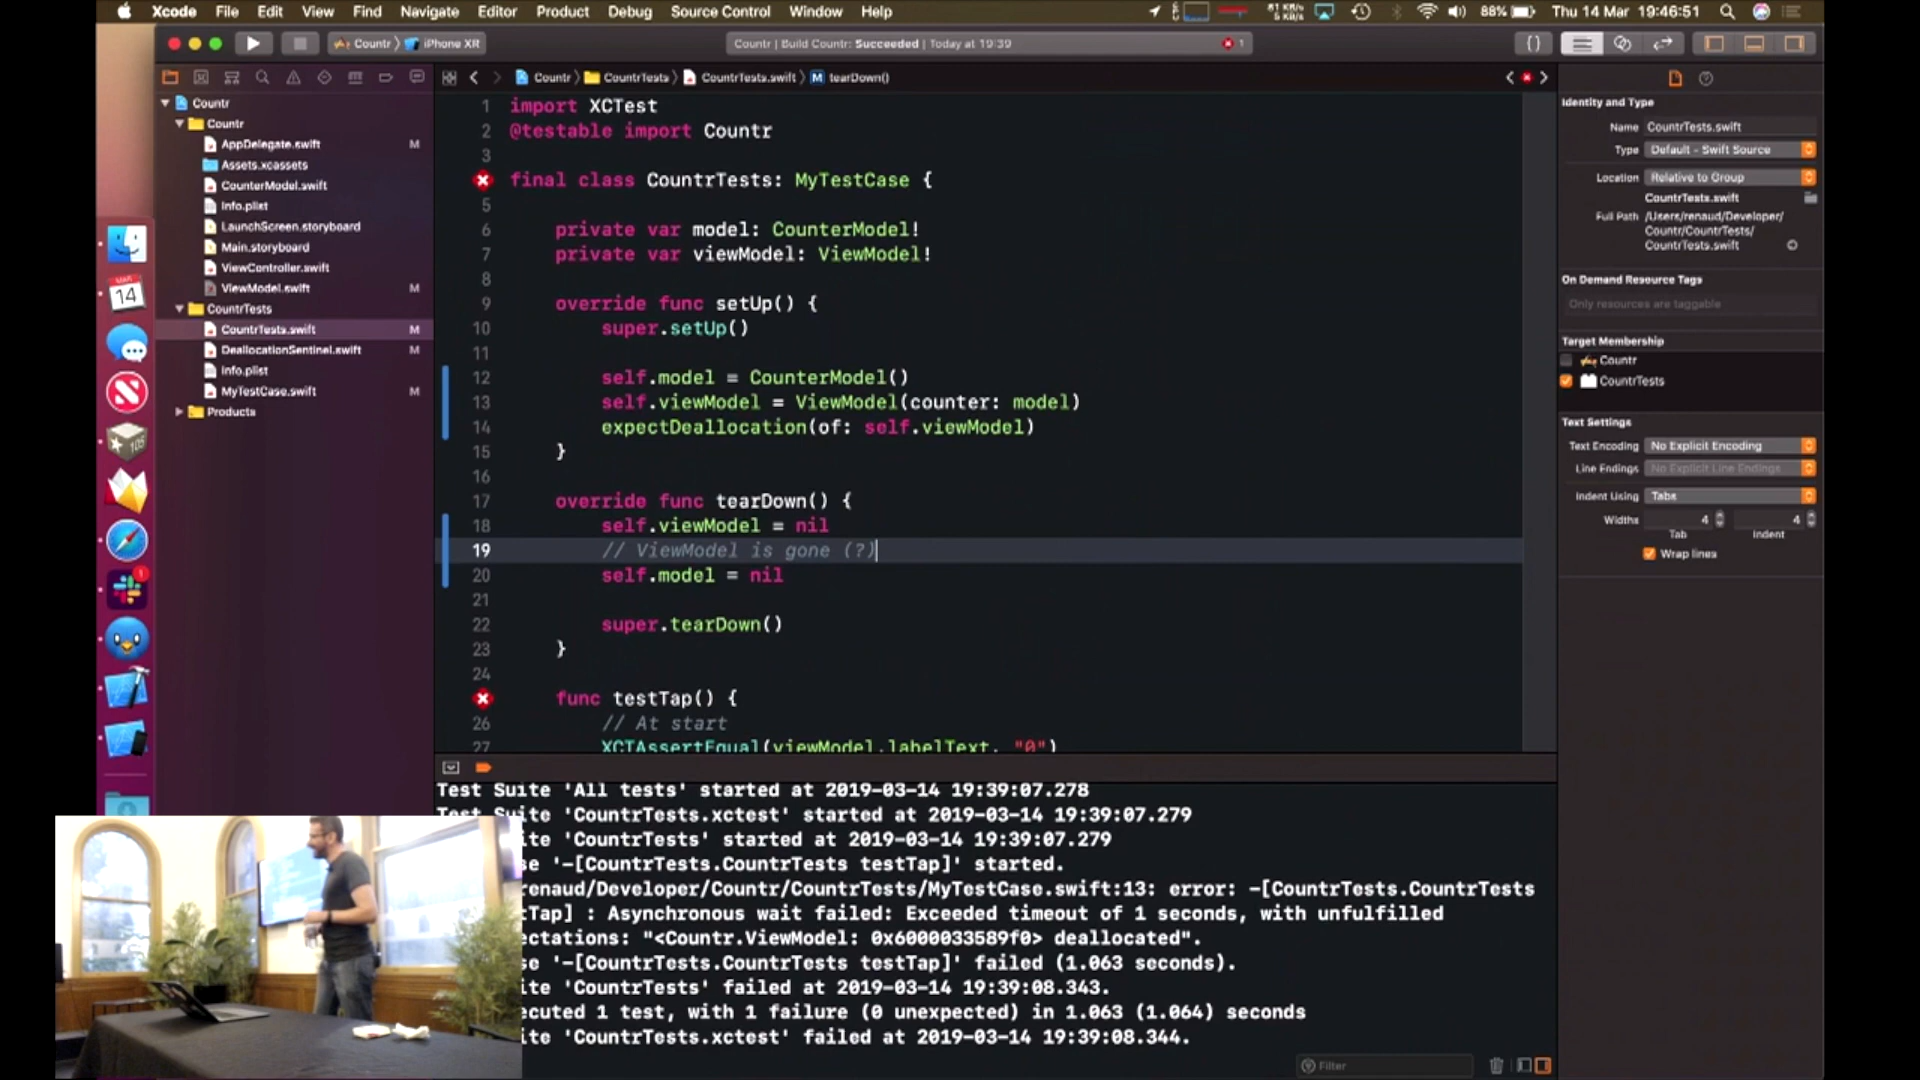 Xcode File Edit View Find Navigate Editor Product Debug Source Control Window Help
88% Thu 14 Mar 19:46:51
Countr iPhone XR
Countr | Build Countr: Succeeded | Today at 19:39
1
Countr CountrTests CountrTests.swift M tearDown()
Countr
Countr
AppDelegate.swift M
Assets.xcassets
CounterModel.swift
Info.plist
LaunchScreen.storyboard
Main.storyboard
ViewController.swift
ViewModel.swift M
CountrTests
CountrTests.swift M
DeallocationSentinel.swift M
Info.plist
MyTestCase.swift M
Products
14
1
1 import XCTest
2 @testable import Countr
3
final class CountrTests: MyTestCase {
5
6 private var model: CounterModel!
7 private var viewModel: ViewModel!
8
9 override func setUp() {
10 super.setUp()
11
12 self.model = CounterModel()
13 self.viewModel = ViewModel(counter: model)
14 expectDeallocation(of: self.viewModel)
15 }
16
17 override func tearDown() {
18 self.viewModel = nil
19 // ViewModel is gone (?)
20 self.model = nil
21
22 super.tearDown()
23 }
24
func testTap() {
26 // At start
27 XCTAssertEqual(viewModel.labelText, "0")
Test Suite 'All tests' started at 2019-03-14 19:39:07.278
Test Suite 'CountrTests.xctest' started at 2019-03-14 19:39:07.279
ite 'CountrTests' started at 2019-03-14 19:39:07.279
se '-[CountrTests.CountrTests testTap]' started.
renaud/Developer/Countr/CountrTests/MyTestCase.swift:13: error: -[CountrTests.CountrTests
tTap] : Asynchronous wait failed: Exceeded timeout of 1 seconds, with unfulfilled
ectations: "<Countr.ViewModel: 0x6000033589f0> deallocated".
se '-[CountrTests.CountrTests testTap]' failed (1.063 seconds).
ite 'CountrTests' failed at 2019-03-14 19:39:08.343.
ecuted 1 test, with 1 failure (0 unexpected) in 1.063 (1.064) seconds
ite 'CountrTests.xctest' failed at 2019-03-14 19:39:08.344.
Filter
Identity and Type
Name CountrTests.swift
Type Default - Swift Source
Location Relative to Group
CountrTests.swift
Full Path /Users/renaud/Developer/
Countr/CountrTests/
CountrTests.swift
On Demand Resource Tags
Only resources are taggable
Target Membership
Countr
CountrTests
Text Settings
Text Encoding No Explicit Encoding
Line Endings No Explicit Line Endings
Indent Using Tabs
Widths 4 4
Tab Indent
Wrap lines